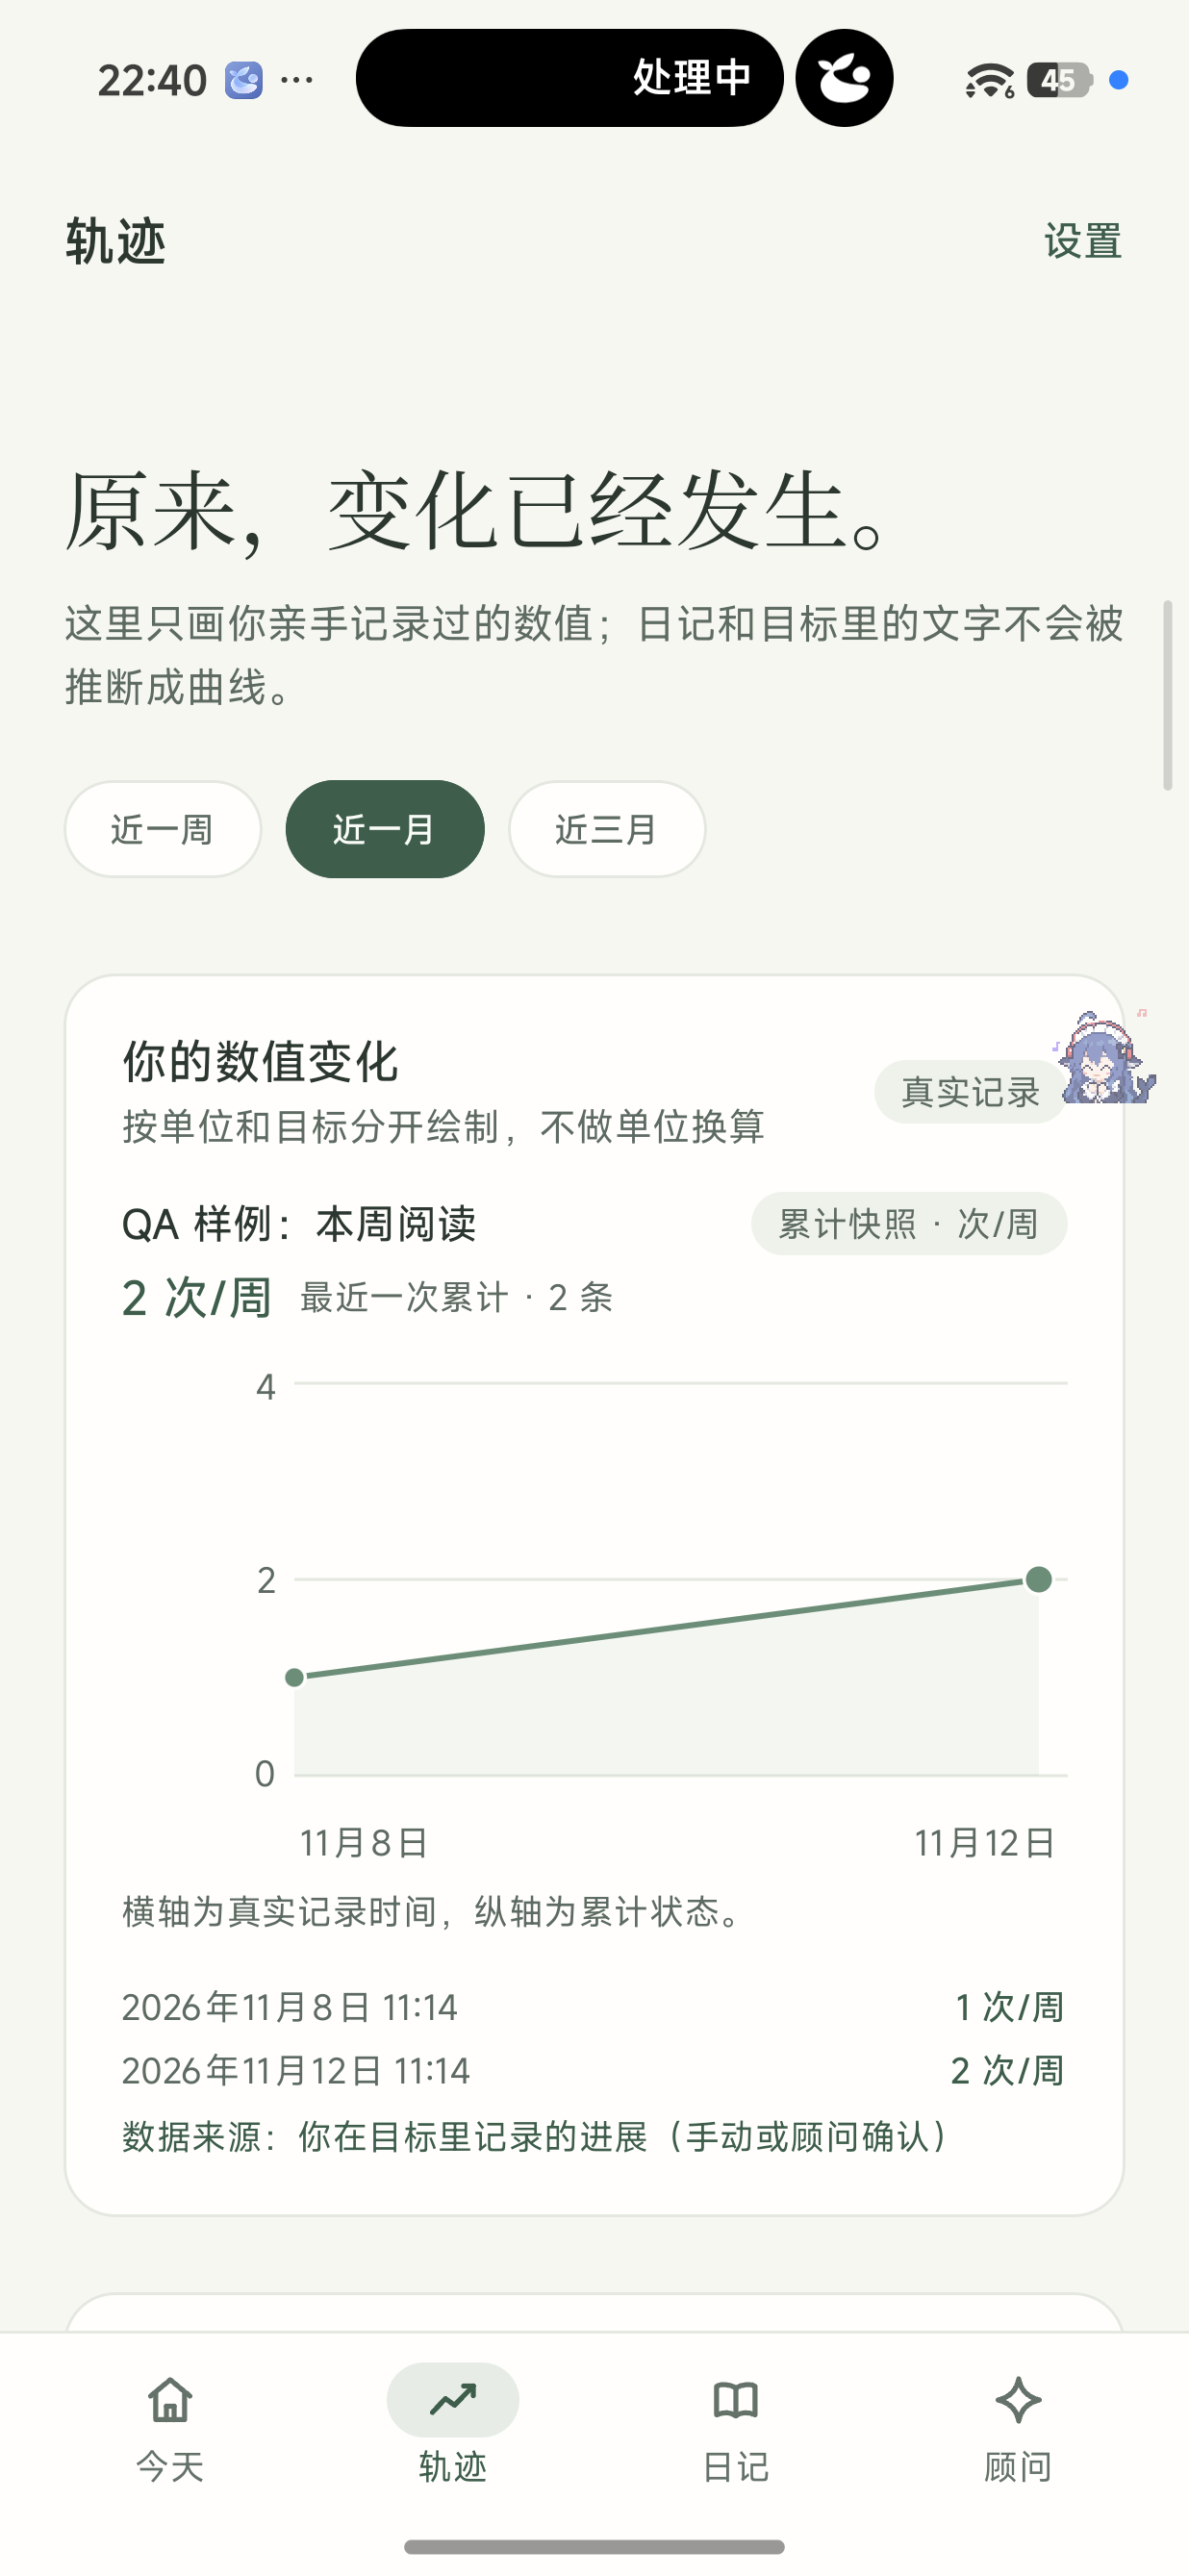 22:40 ···
处理中
6
45
轨迹
设置
原来，变化已经发生。
这里只画你亲手记录过的数值；日记和目标里的文字不会被
推断成曲线。
近一周
近一月
近三月
你的数值变化
按单位和目标分开绘制，不做单位换算
真实记录
QA 样例：本周阅读
累计快照 · 次/周
2 次/周 最近一次累计 · 2 条
4
2
0
11月8日
11月12日
横轴为真实记录时间，纵轴为累计状态。
2026年11月8日 11:14
1 次/周
2026年11月12日 11:14
2 次/周
数据来源：你在目标里记录的进展（手动或顾问确认）
今天
轨迹
日记
顾问